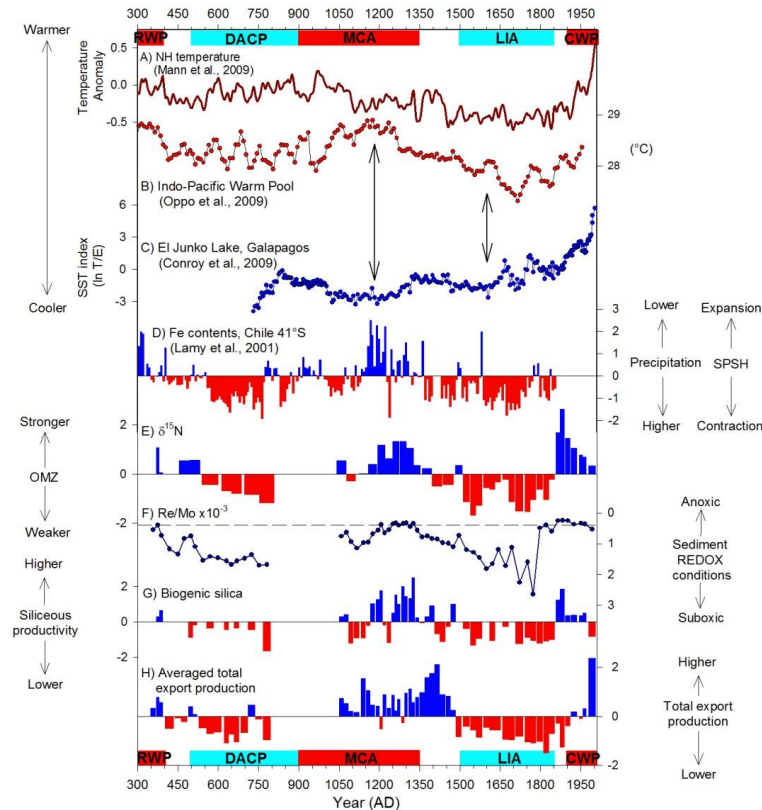 300 450 600 750 900 1050 1200 1350 1500 1650 1800 1950
RWP DACP MCA LIA CWP
Warmer
Cooler
Temperature
Anomaly
0.5
0.0
-0.5
A) NH temperature
(Mann et al., 2009)
29
28
(°C)
B) Indo-Pacific Warm Pool
(Oppo et al., 2009)
SST index
(ln T/E)
6
3
0
-3
C) El Junko Lake, Galapagos
(Conroy et al., 2009)
D) Fe contents, Chile 41°S
(Lamy et al., 2001)
3
2
1
0
-1
-2
Lower
Precipitation
Higher
Expansion
SPSH
Contraction
Stronger
OMZ
Weaker
2
0
-2
E) δ15N
F) Re/Mo x10-3
0
1
2
3
Anoxic
Sediment
REDOX
conditions
Suboxic
Higher
Siliceous
productivity
Lower
2
0
-2
G) Biogenic silica
H) Averaged total
export production
2
0
-2
Higher
Total export
production
Lower
RWP DACP MCA LIA CWP
300 450 600 750 900 1050 1200 1350 1500 1650 1800 1950
Year (AD)